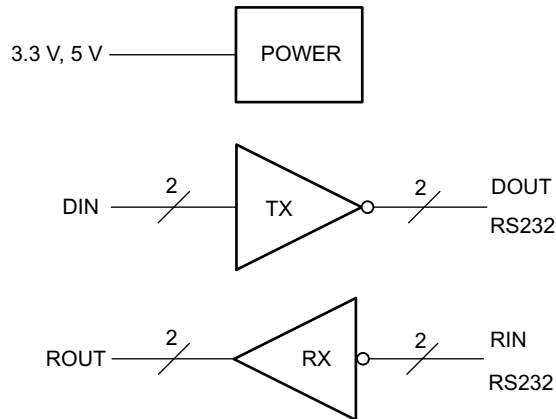 3.3 V, 5 V
POWER
DIN
2
TX
2
DOUT
RS232
ROUT
2
RX
2
RIN
RS232